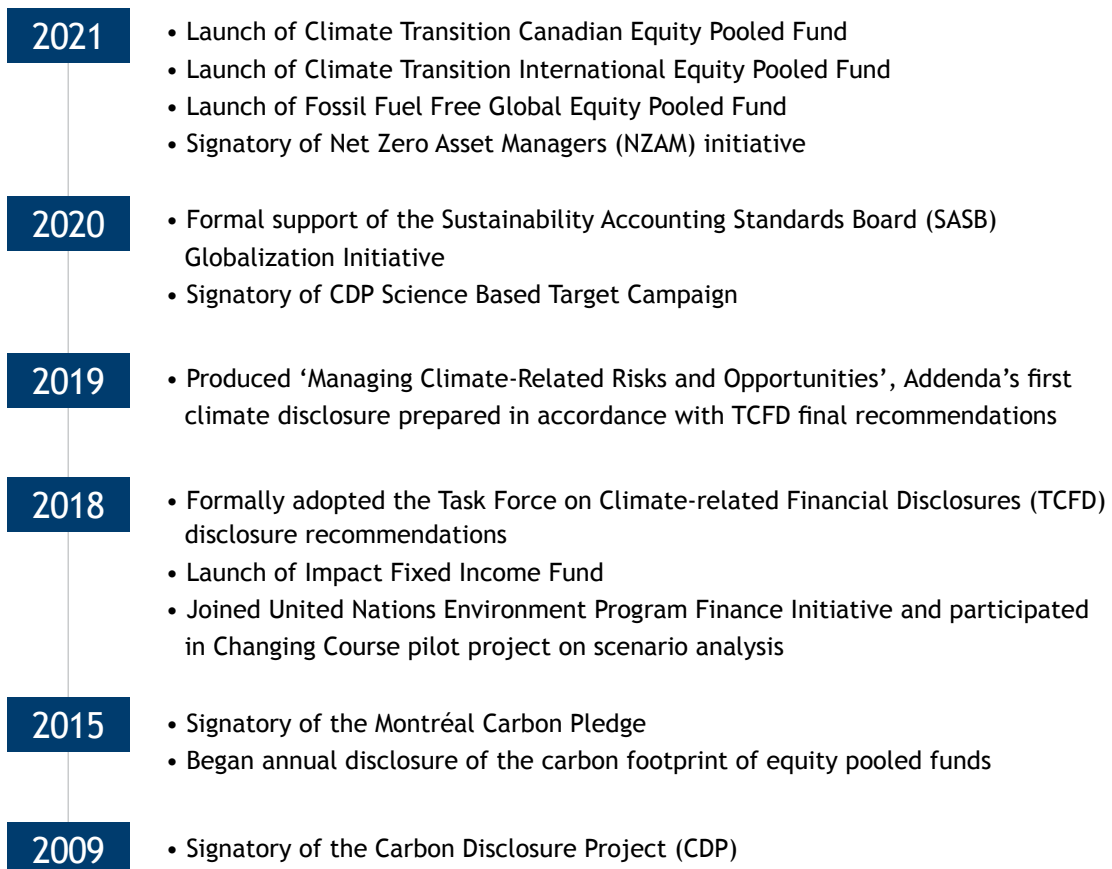 2021
• Launch of Climate Transition Canadian Equity Pooled Fund
• Launch of Climate Transition International Equity Pooled Fund
• Launch of Fossil Fuel Free Global Equity Pooled Fund
• Signatory of Net Zero Asset Managers (NZAM) initiative
2020
• Formal support of the Sustainability Accounting Standards Board (SASB)
Globalization Initiative
• Signatory of CDP Science Based Target Campaign
2019
• Produced ‘Managing Climate-Related Risks and Opportunities’, Addenda’s first
climate disclosure prepared in accordance with TCFD final recommendations
2018
• Formally adopted the Task Force on Climate-related Financial Disclosures (TCFD)
disclosure recommendations
• Launch of Impact Fixed Income Fund
• Joined United Nations Environment Program Finance Initiative and participated
in Changing Course pilot project on scenario analysis
2015
• Signatory of the Montréal Carbon Pledge
• Began annual disclosure of the carbon footprint of equity pooled funds
2009
• Signatory of the Carbon Disclosure Project (CDP)